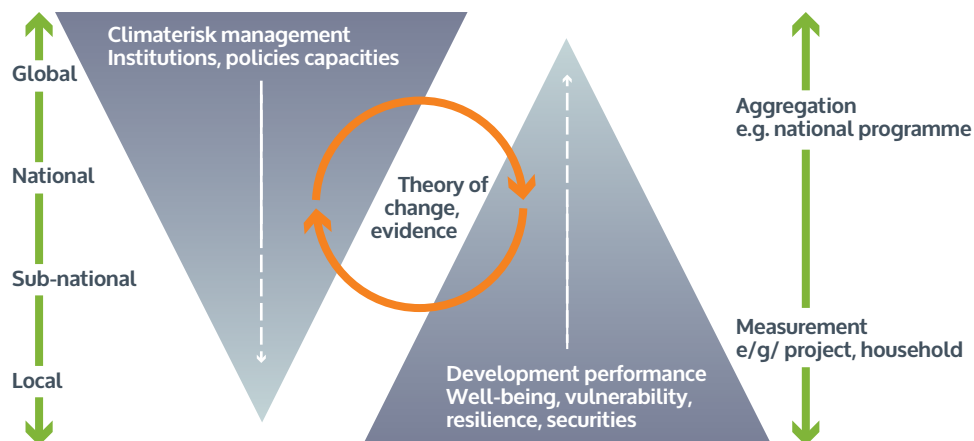 Climaterisk management
Institutions, policies capacities
Global
National
Sub-national
Local
Theory of
change,
evidence
Development performance
Well-being, vulnerability,
resilience, securities
Aggregation
e.g. national programme
Measurement
e/g/ project, household